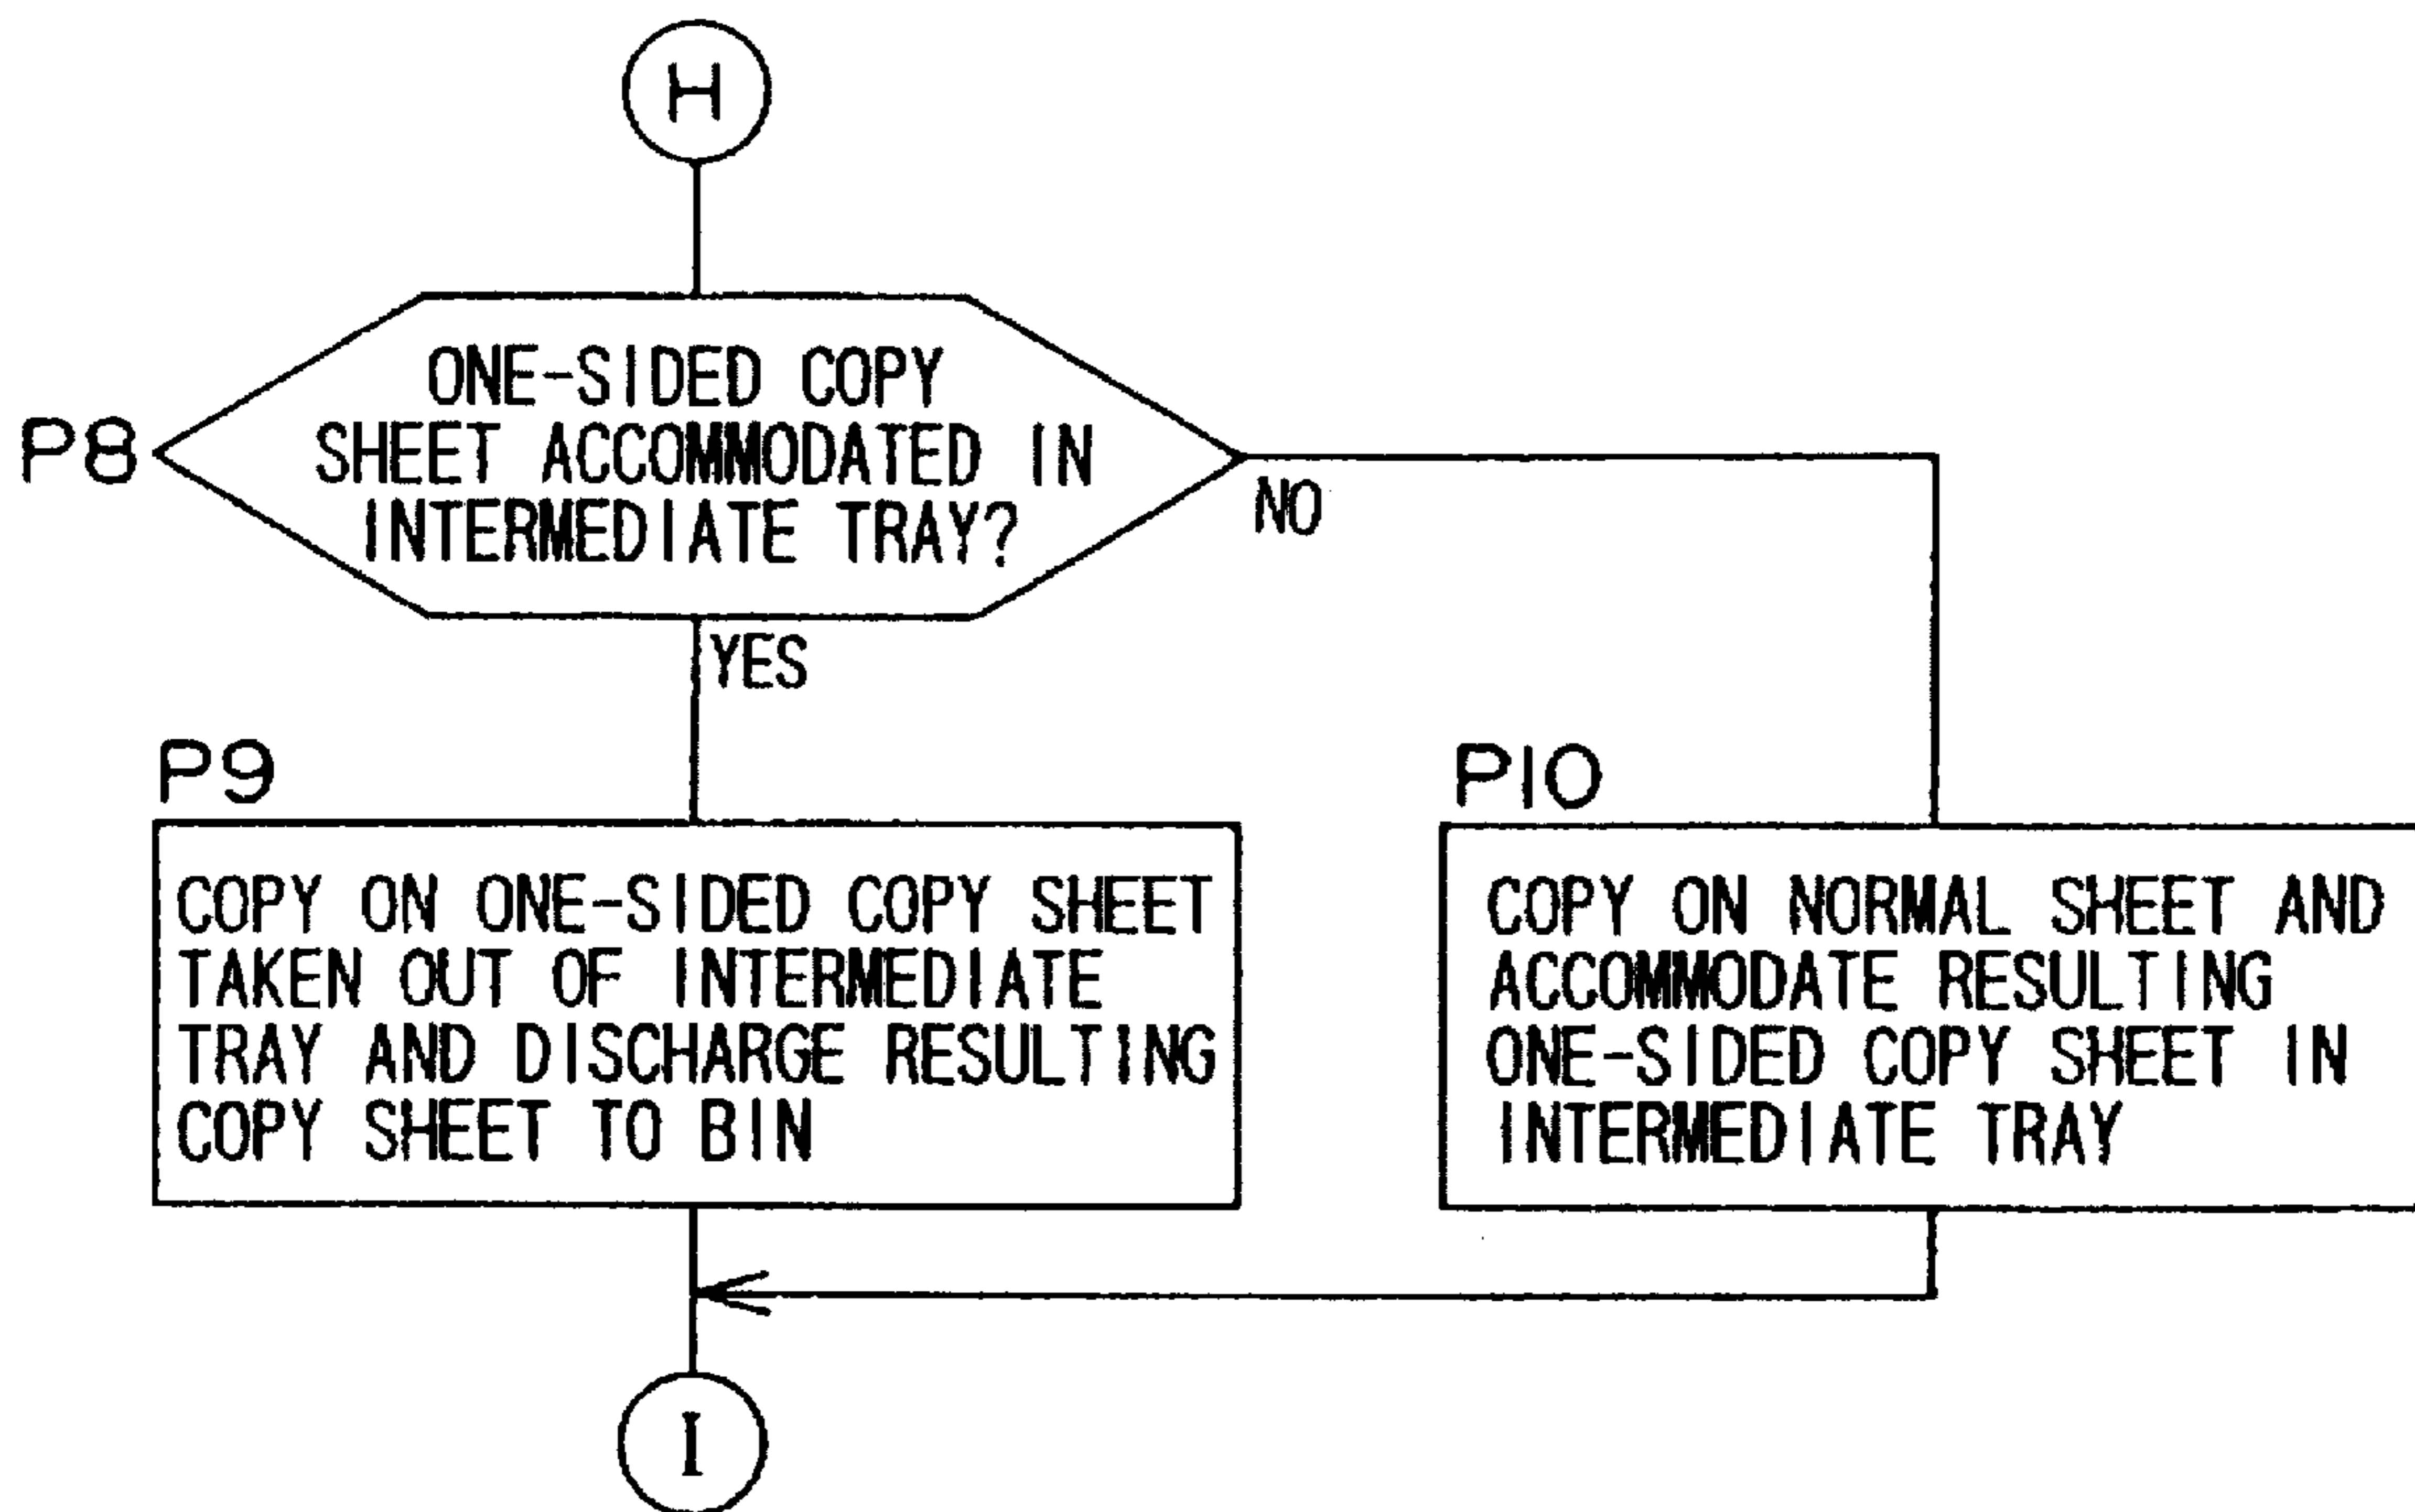 H
P8
ONE-SIDED COPY
SHEET ACCOMMODATED IN
INTERMEDIATE TRAY?
NO
YES
P9
COPY ON ONE-SIDED COPY SHEET
TAKEN OUT OF INTERMEDIATE
TRAY AND DISCHARGE RESULTING
COPY SHEET TO BIN
P10
COPY ON NORMAL SHEET AND
ACCOMMODATE RESULTING
ONE-SIDED COPY SHEET IN
INTERMEDIATE TRAY
I